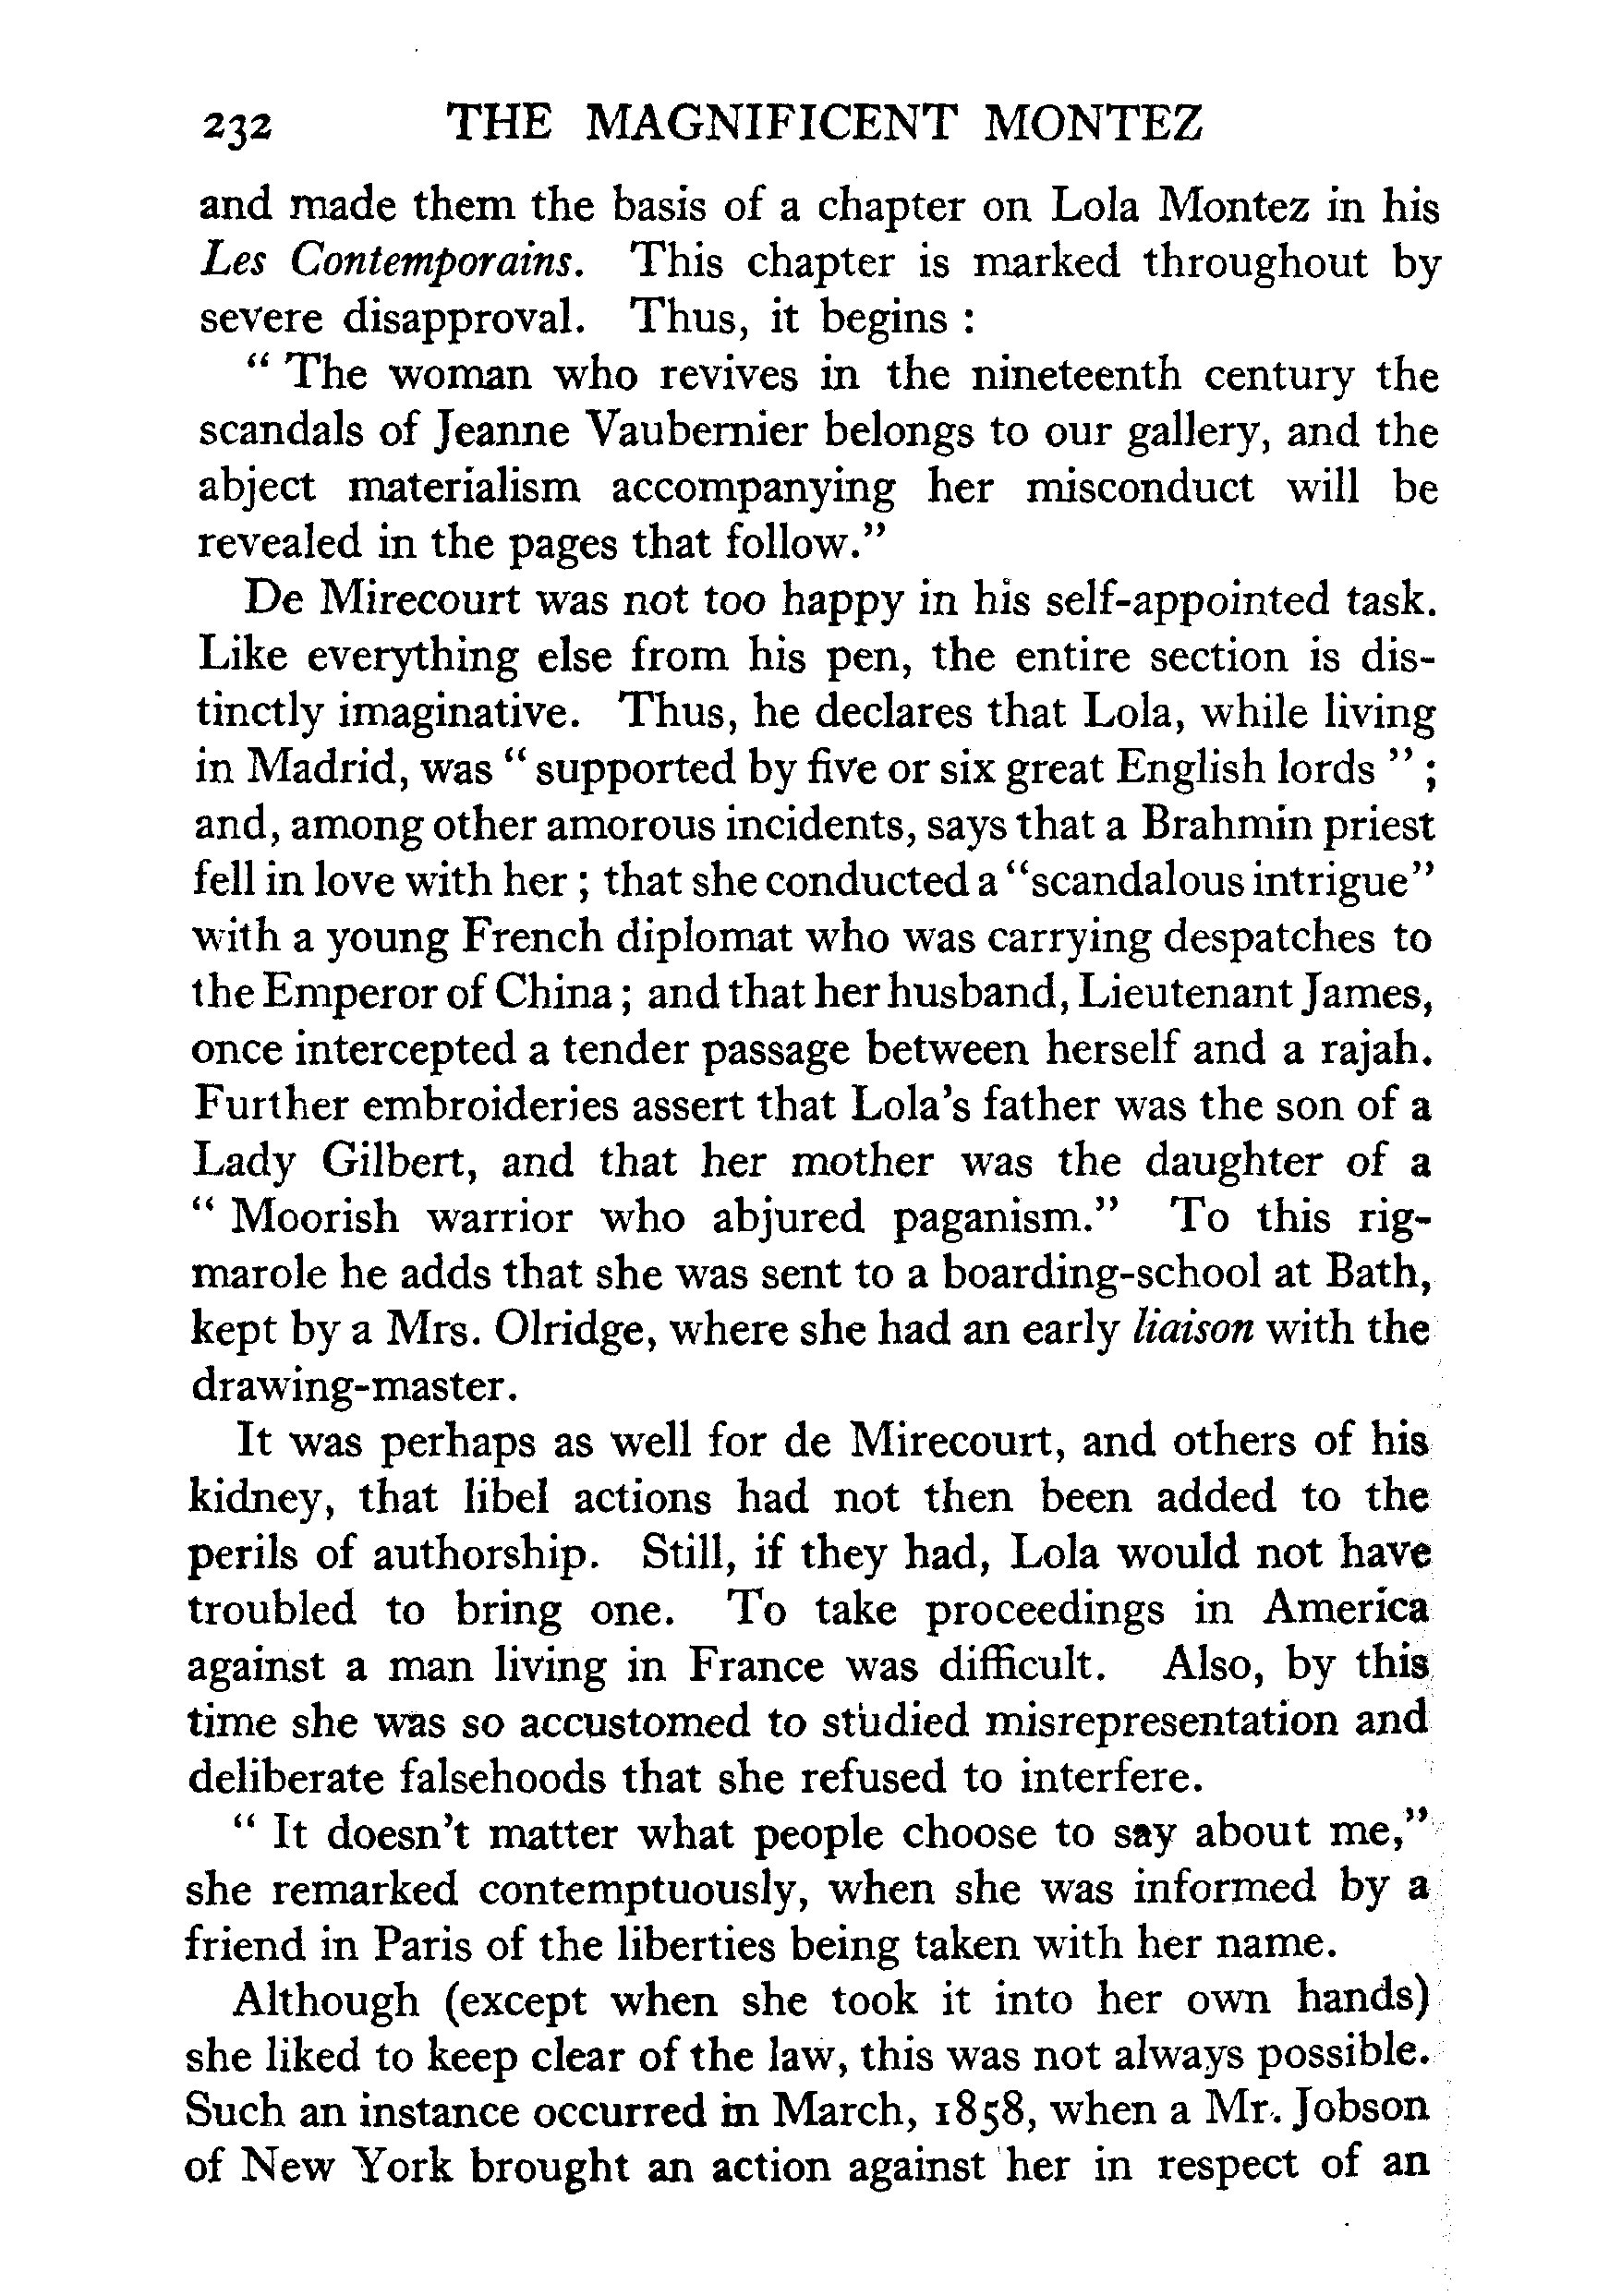 232 THE MAGNIFICENT MONTEZ
and made them the basis of a chapter on Lola Montez in his
Les Contemporains. This chapter is marked throughout by
severe disapproval. Thus, it begins :
“ The woman who revives in the nineteenth century the
scandals of Jeanne Vaubernier belongs to our gallery, and the
abject materialism accompanying her misconduct will be
revealed in the pages that follow.”
De Mirecourt was not too happy in his self-appointed task.
Like everything else from his pen, the entire section is dis-
tinctly imaginative. Thus, he declares that Lola, while living
in Madrid, was “ supported by five or six great English lords ” ;
and, among other amorous incidents, says that a Brahmin priest
fell in love with her ; that she conducted a “scandalous intrigue”
with a young French diplomat who was carrying despatches to
the Emperor of China ; and that her husband, Lieutenant James,
once intercepted a tender passage between herself and a rajah.
Further embroideries assert that Lola’s father was the son of a
Lady Gilbert, and that her mother was the daughter of a
“ Moorish warrior who abjured paganism.” To this rig-
marole he adds that she was sent to a boarding-school at Bath,
kept by a Mrs. Olridge, where she had an early liaison with the
drawing-master.
It was perhaps as well for de Mirecourt, and others of his
kidney, that libel actions had not then been added to the
perils of authorship. Still, if they had, Lola would not have
troubled to bring one. To take proceedings in America
against a man living in France was difficult. Also, by this
time she was so accustomed to studied misrepresentation and
deliberate falsehoods that she refused to interfere.
“ It doesn’t matter what people choose to say about me,”
she remarked contemptuously, when she was informed by a
friend in Paris of the liberties being taken with her name.
Although (except when she took it into her own hands)
she liked to keep clear of the law, this was not always possible.
Such an instance occurred in March, 1858, when a Mr. Jobson
of New York brought an action against her in respect of an